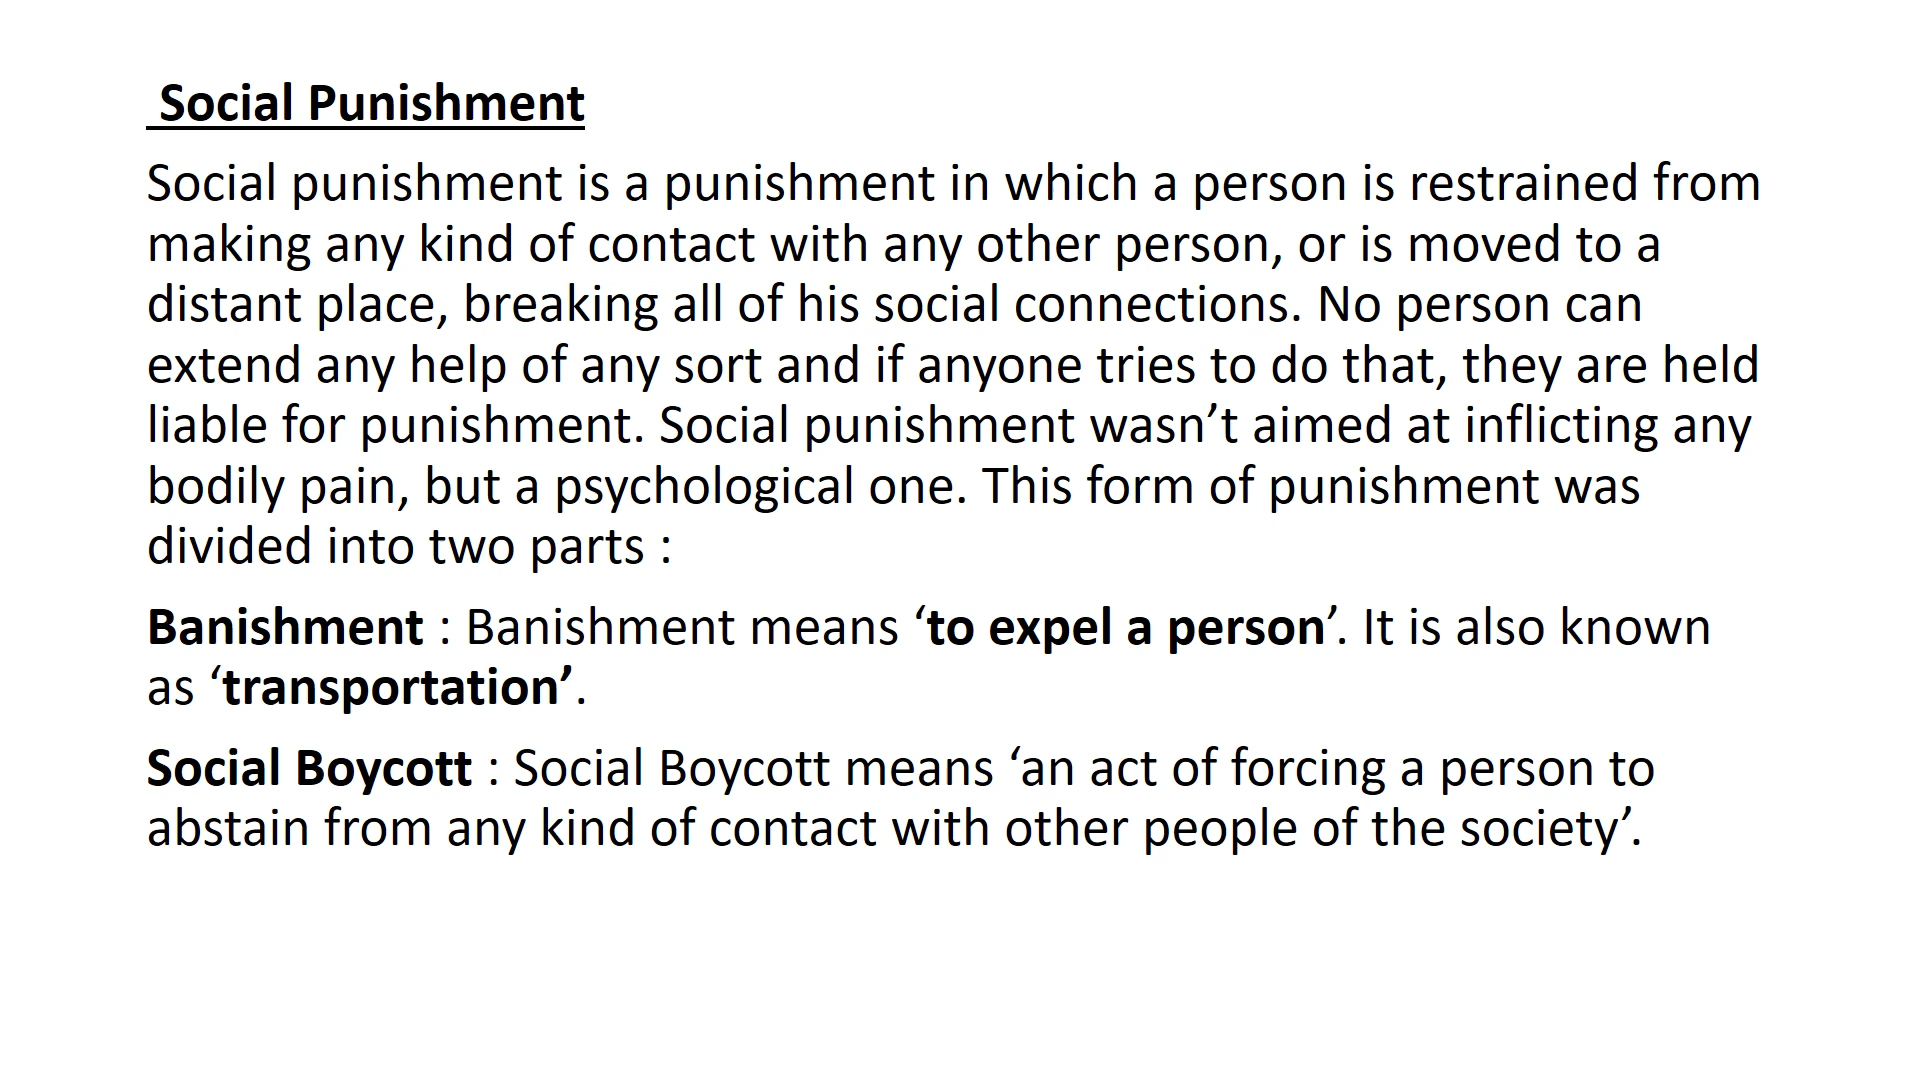 Social Punishment
Social punishment is a punishment in which a person is restrained from
making any kind of contact with any other person, or is moved to a
distant place, breaking all of his social connections. No person can
extend any help of any sort and if anyone tries to do that, they are held
liable for punishment. Social punishment wasn’t aimed at inflicting any
bodily pain, but a psychological one. This form of punishment was
divided into two parts :
Banishment : Banishment means ‘to expel a person’. It is also known
as ‘transportation’.
Social Boycott : Social Boycott means ‘an act of forcing a person to
abstain from any kind of contact with other people of the society’.